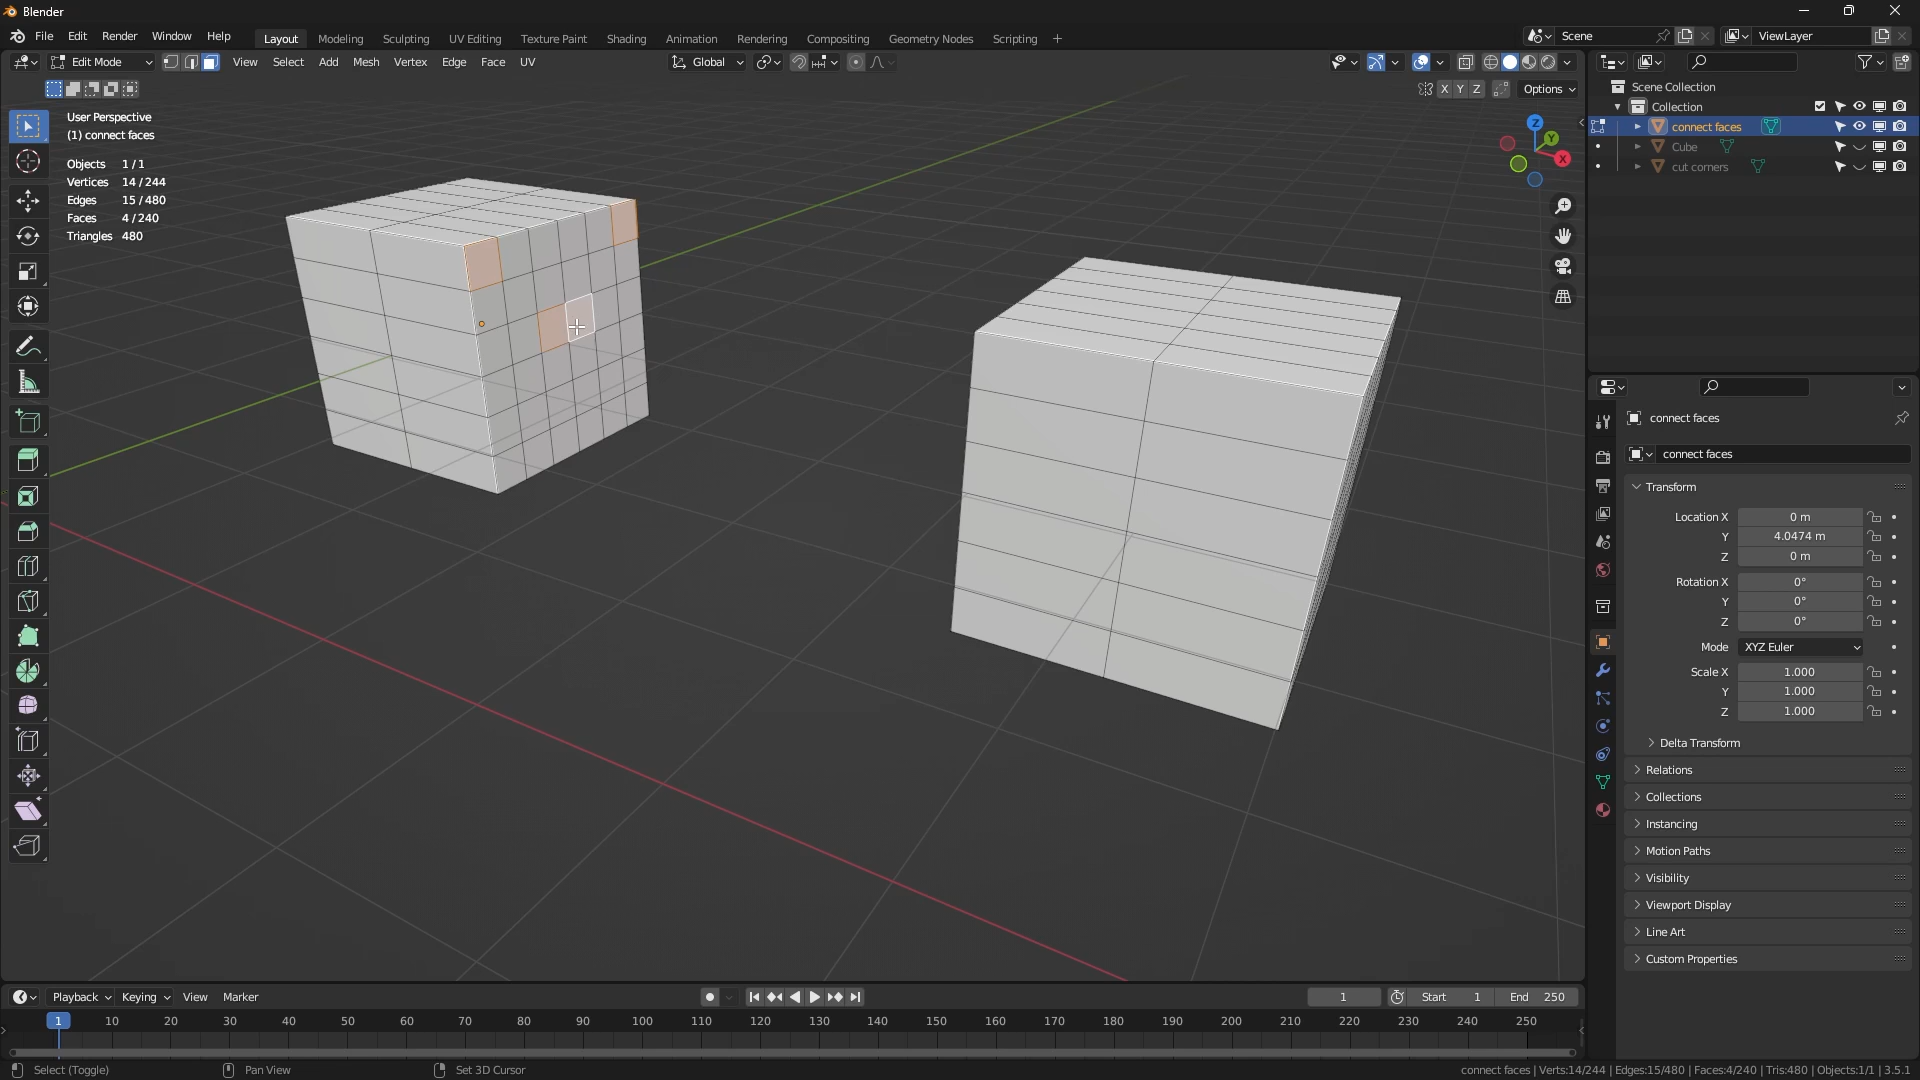 Blender
File Edit Render Window Help
Layout Modeling Sculpting UV Editing Texture Paint Shading Animation Rendering Compositing Geometry Nodes Scripting +
Scene
ViewLayer
Edit Mode View Select Add Mesh Vertex Edge Face UV
Global
X Y Z Options
User Perspective
(1) connect faces
Objects 1/1
Vertices 14/244
Edges 15/480
Faces 4/240
Triangles 480
Z
Y
X
Scene Collection
Collection
connect faces
Cube
cut corners
connect faces
connect faces
Transform
Location X 0 m
Y 4.0474 m
Z 0 m
Rotation X 0°
Y 0°
Z 0°
Mode XYZ Euler
Scale X 1.000
Y 1.000
Z 1.000
Delta Transform
Relations
Collections
Instancing
Motion Paths
Visibility
Viewport Display
Line Art
Custom Properties
Playback Keying View Marker
1 Start 1 End 250
1 10 20 30 40 50 60 70 80 90 100 110 120 130 140 150 160 170 180 190 200 210 220 230 240 250
Select (Toggle) Pan View Set 3D Cursor
connect faces | Verts:14/244 | Edges:15/480 | Faces:4/240 | Tris:480 | Objects:1/1 | 3.5.1